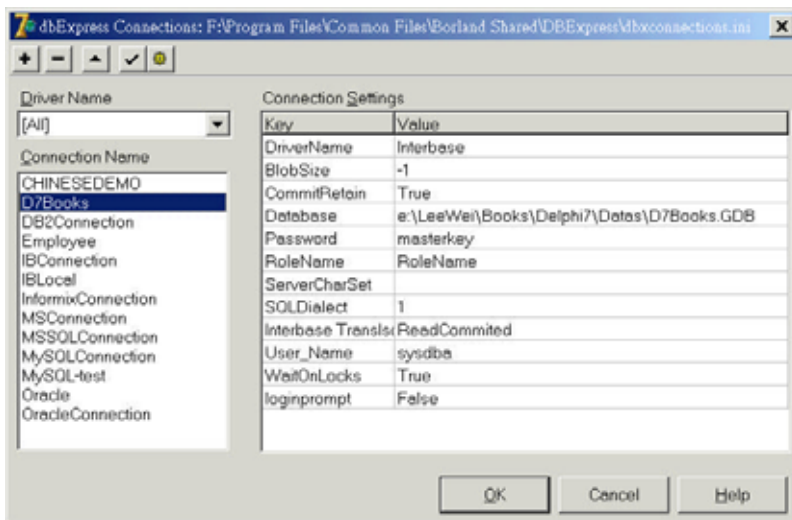 dbExpress Connections: F:\Program Files\Common Files\Borland Shared\DBExpress\dbxconnections.ini
Driver Name
[All]
Connection Name
CHINESEDEMO
D7Books
DB2Connection
Employee
IBConnection
IBLocal
InformixConnection
MSConnection
MSSQLConnection
MySQLConnection
MySQL-test
Oracle
OracleConnection
Connection Settings
Key Value
DriverName Interbase
BlobSize -1
CommitRetain True
Database e:\LeeWei\Books\Delphi7\Datas\D7Books.GDB
Password masterkey
RoleName RoleName
ServerCharSet
SQLDialect 1
Interbase TransIs ReadCommited
User_Name sysdba
WaitOnLocks True
loginprompt False
OK Cancel Help